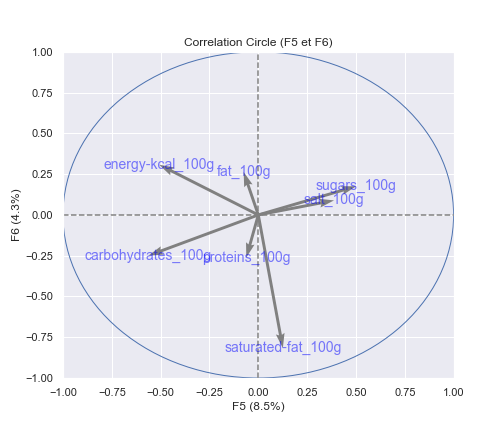 Correlation Circle (F5 et F6)
1.00
0.75
0.50
0.25
0.00
−0.25
−0.50
−0.75
−1.00
F6 (4.3%)
energy-kcal_100g
fat_100g
sugars_100g
salt_100g
carbohydrates_100g
proteins_100g
saturated-fat_100g
−1.00 −0.75 −0.50 −0.25 0.00 0.25 0.50 0.75 1.00
F5 (8.5%)